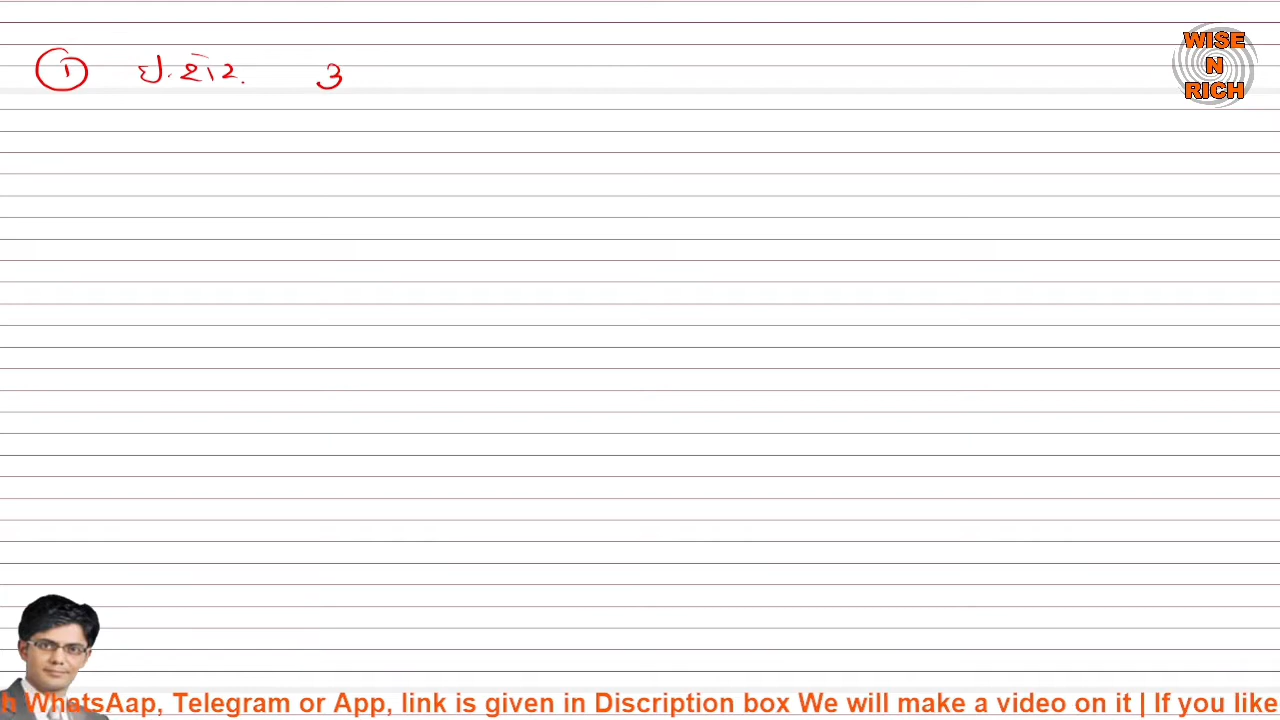 ① ઇ.સં.૨. 3
WISE
N
RICH
h WhatsAap, Telegram or App, link is given in Discription box We will make a video on it | If you like